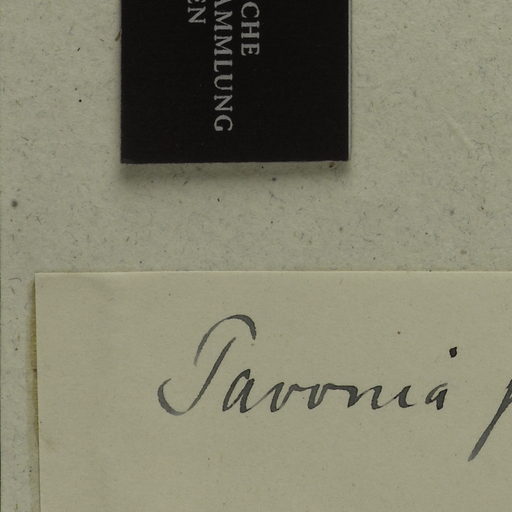 CHE
AMMLUNG
EN
Pavonia p